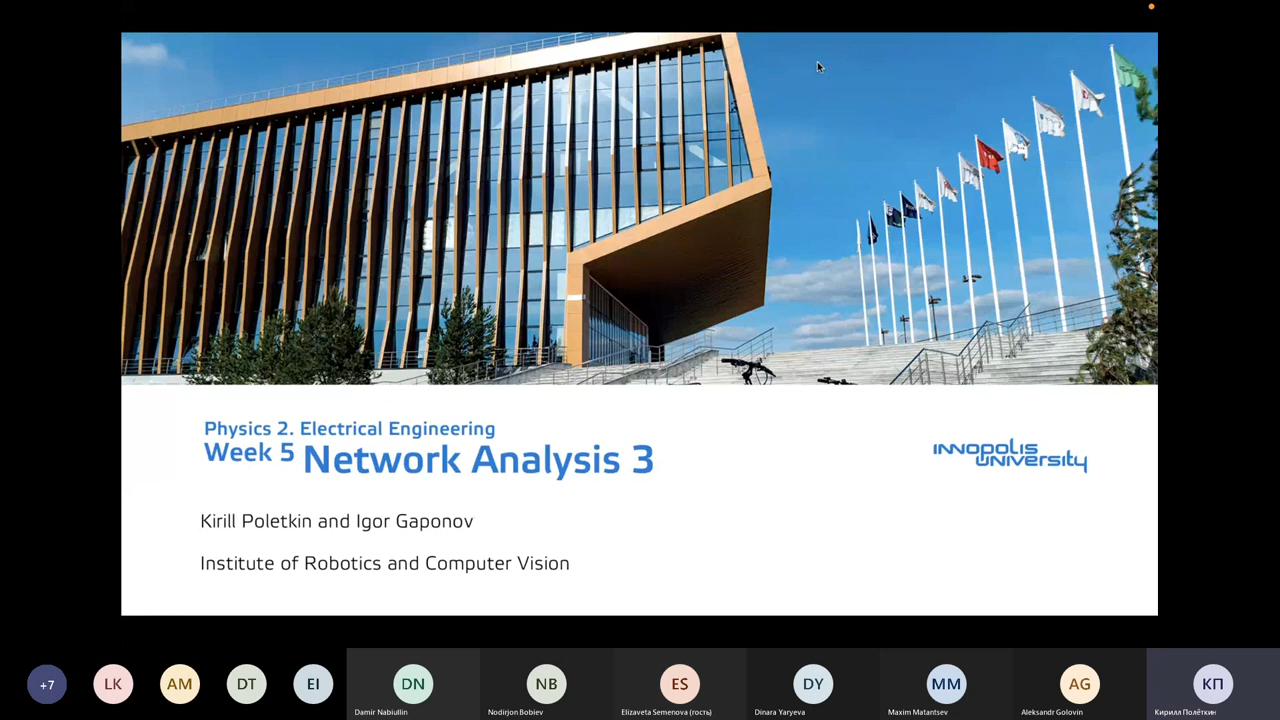 Physics 2. Electrical Engineering
Week 5 Network Analysis 3
INNOPOLIS
UNIVERSITY
Kirill Poletkin and Igor Gaponov
Institute of Robotics and Computer Vision
+7
LK
AM
DT
EI
DN
NB
ES
DY
MM
AG
КП
Damir Nabiullin
Nodirjon Bobiev
Elizaveta Semenova (гость)
Dinara Yaryeva
Maxim Matantsev
Aleksandr Golovin
Кирилл Полёткин